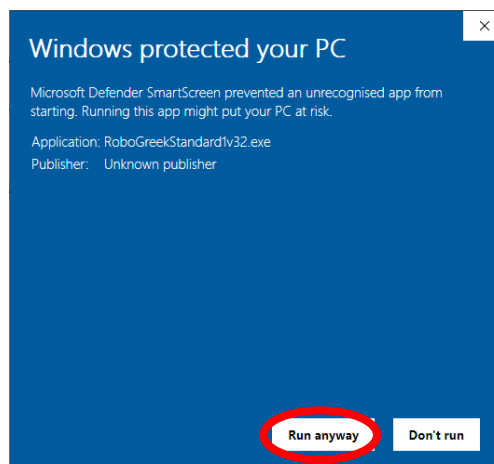 Windows protected your PC
Microsoft Defender SmartScreen prevented an unrecognised app from
starting. Running this app might put your PC at risk.
Application: RoboGreekStandard1v32.exe
Publisher: Unknown publisher
Run anyway
Don't run